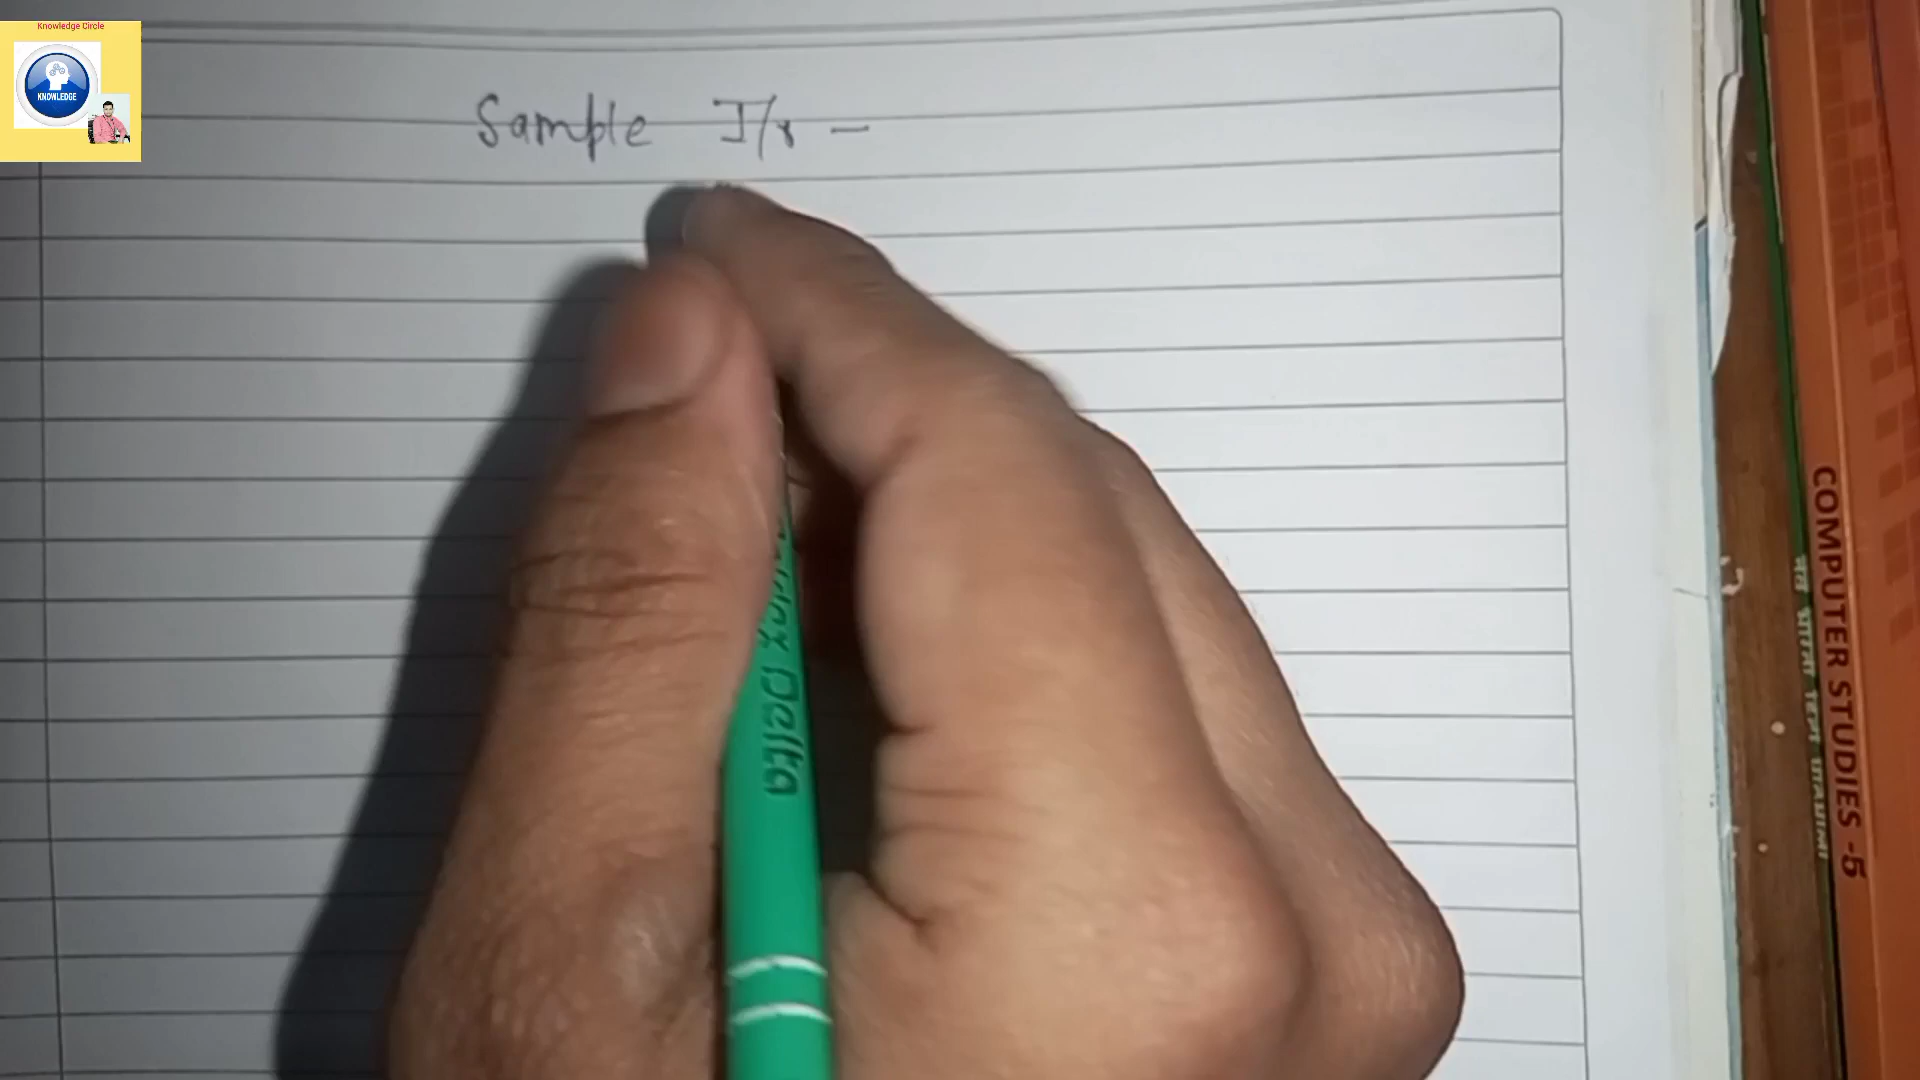 Knowledge Circle
KNOWLEDGE
Sample I/r -
Delta
COMPUTER STUDIES -5